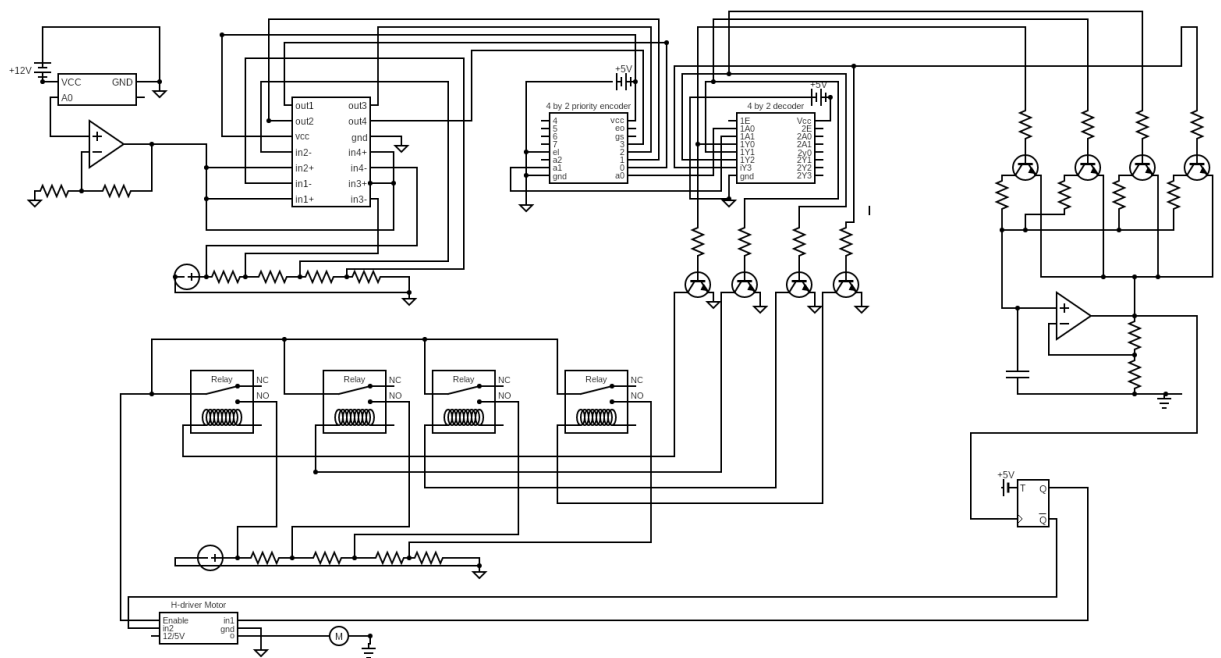 +12V
VCC GND
A0
+
−
out1 out3
out2 out4
vcc gnd
in2- in4+
in2+ in4-
in1- in3+
in1+ in3-
− +
+5V
4 by 2 priority encoder
4 vcc
5 eo
6 gs
7 3
eI 2
a2 1
a1 0
gnd a0
+5V
4 by 2 decoder
1E Vcc
1A0 2E
1A1 2A0
1Y0 2A1
1Y1 2y0
1Y2 2Y1
iY3 2Y2
gnd 2Y3
I
+
−
Relay NC
NO
Relay NC
NO
Relay NC
NO
Relay NC
NO
+5V
T Q
Q̅
− +
H-driver Motor
Enable in1
in2 gnd
12/5V o
M